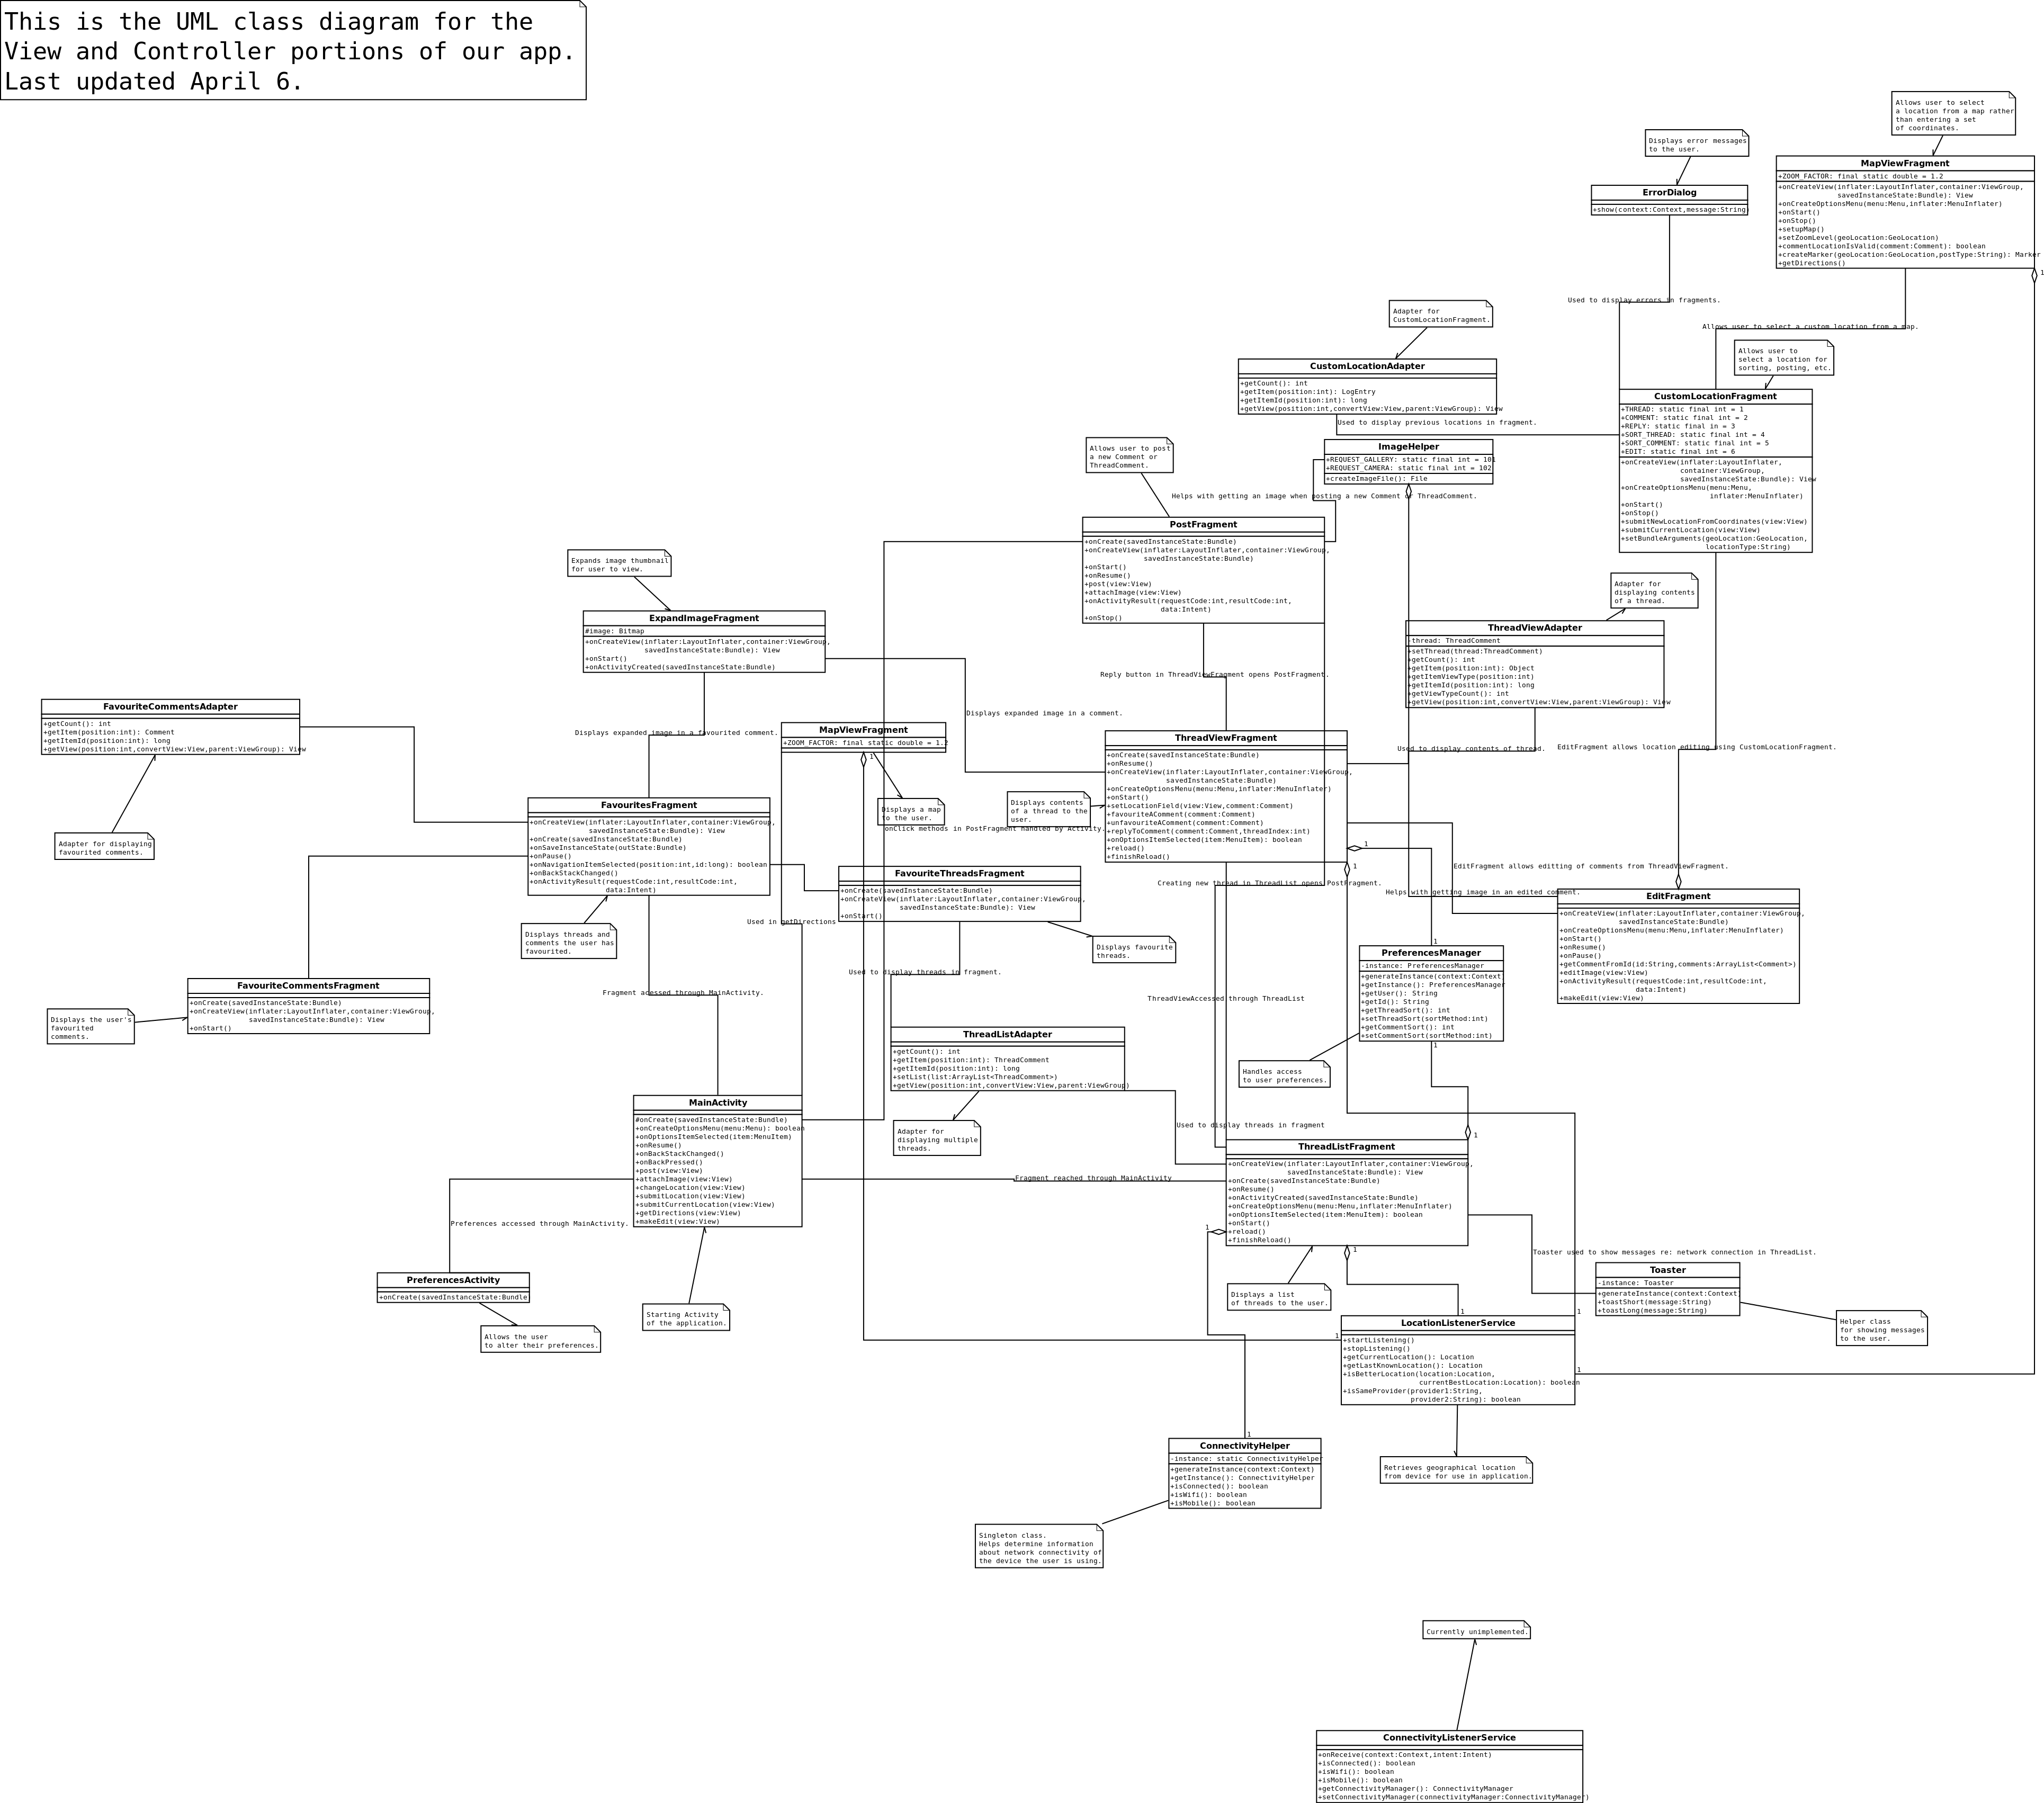 This is the UML class diagram for the
View and Controller portions of our app.
Last updated April 6.
Allows user to select
a location from a map rather
than entering a set
of coordinates.
Displays error messages
to the user.
MapViewFragment
+ZOOM_FACTOR: final static double = 1.2
+onCreateView(inflater:LayoutInflater,container:ViewGroup,
savedInstanceState:Bundle): View
+onCreateOptionsMenu(menu:Menu,inflater:MenuInflater)
+onStart()
+onStop()
+setupMap()
+setZoomLevel(geoLocation:GeoLocation)
+commentLocationIsValid(comment:Comment): boolean
+createMarker(geoLocation:GeoLocation,postType:String): Marker
+getDirections()
1
ErrorDialog
+show(context:Context,message:String)
Used to display errors in fragments.
Allows user to select a custom location from a map.
Adapter for
CustomLocationFragment.
Allows user to
select a location for
sorting, posting, etc.
CustomLocationAdapter
+getCount(): int
+getItem(position:int): LogEntry
+getItemId(position:int): long
+getView(position:int,convertView:View,parent:ViewGroup): View
Used to display previous locations in fragment.
CustomLocationFragment
+THREAD: static final int = 1
+COMMENT: static final int = 2
+REPLY: static final in = 3
+SORT_THREAD: static final int = 4
+SORT_COMMENT: static final int = 5
+EDIT: static final int = 6
+onCreateView(inflater:LayoutInflater,
container:ViewGroup,
savedInstanceState:Bundle): View
+onCreateOptionsMenu(menu:Menu,
inflater:MenuInflater)
+onStart()
+onStop()
+submitNewLocationFromCoordinates(view:View)
+submitCurrentLocation(view:View)
+setBundleArguments(geoLocation:GeoLocation,
locationType:String)
Allows user to post
a new Comment or
ThreadComment.
ImageHelper
+REQUEST_GALLERY: static final int = 101
+REQUEST_CAMERA: static final int = 102
+createImageFile(): File
Helps with getting an image when posting a new Comment or ThreadComment.
PostFragment
+onCreate(savedInstanceState:Bundle)
+onCreateView(inflater:LayoutInflater,container:ViewGroup,
savedInstanceState:Bundle)
+onStart()
+onResume()
+post(view:View)
+attachImage(view:View)
+onActivityResult(requestCode:int,resultCode:int,
data:Intent)
+onStop()
Expands image thumbnail
for user to view.
Adapter for
displaying contents
of a thread.
ExpandImageFragment
#image: Bitmap
+onCreateView(inflater:LayoutInflater,container:ViewGroup,
savedInstanceState:Bundle): View
+onStart()
+onActivityCreated(savedInstanceState:Bundle)
ThreadViewAdapter
-thread: ThreadComment
+setThread(thread:ThreadComment)
+getCount(): int
+getItem(position:int): Object
+getItemViewType(position:int)
+getItemId(position:int): long
+getViewTypeCount(): int
+getView(position:int,convertView:View,parent:ViewGroup): View
Reply button in ThreadViewFragment opens PostFragment.
Displays expanded image in a comment.
FavouriteCommentsAdapter
+getCount(): int
+getItem(position:int): Comment
+getItemId(position:int): long
+getView(position:int,convertView:View,parent:ViewGroup): View
Displays expanded image in a favourited comment.
MapViewFragment
+ZOOM_FACTOR: final static double = 1.2
1
ThreadViewFragment
+onCreate(savedInstanceState:Bundle)
+onResume()
+onCreateView(inflater:LayoutInflater,container:ViewGroup,
savedInstanceState:Bundle)
+onCreateOptionsMenu(menu:Menu,inflater:MenuInflater)
+onStart()
+setLocationField(view:View,comment:Comment)
+favouriteAComment(comment:Comment)
+unfavouriteAComment(comment:Comment)
+replyToComment(comment:Comment,threadIndex:int)
+onOptionsItemSelected(item:MenuItem): boolean
+reload()
+finishReload()
1
1
Used to display contents of thread.
EditFragment allows location editing using CustomLocationFragment.
Displays a map
to the user.
Displays contents
of a thread to the
user.
onClick methods in PostFragment handled by Activity.
FavouritesFragment
+onCreateView(inflater:LayoutInflater,container:ViewGroup,
savedInstanceState:Bundle): View
+onCreate(savedInstanceState:Bundle)
+onSaveInstanceState(outState:Bundle)
+onPause()
+onNavigationItemSelected(position:int,id:long): boolean
+onBackStackChanged()
+onActivityResult(requestCode:int,resultCode:int,
data:Intent)
Adapter for displaying
favourited comments.
FavouriteThreadsFragment
+onCreate(savedInstanceState:Bundle)
+onCreateView(inflater:LayoutInflater,container:ViewGroup,
savedInstanceState:Bundle): View
+onStart()
EditFragment allows editting of comments from ThreadViewFragment.
Creating new thread in ThreadList opens PostFragment.
Helps with getting image in an edited comment.
EditFragment
+onCreateView(inflater:LayoutInflater,container:ViewGroup,
savedInstanceState:Bundle)
+onCreateOptionsMenu(menu:Menu,inflater:MenuInflater)
+onStart()
+onResume()
+onPause()
+getCommentFromId(id:String,comments:ArrayList<Comment>)
+editImage(view:View)
+onActivityResult(requestCode:int,resultCode:int,
data:Intent)
+makeEdit(view:View)
Used in getDirections
Displays threads and
comments the user has
favourited.
Displays favourite
threads.
1
PreferencesManager
-instance: PreferencesManager
+generateInstance(context:Context)
+getInstance(): PreferencesManager
+getUser(): String
+getId(): String
+getThreadSort(): int
+setThreadSort(sortMethod:int)
+getCommentSort(): int
+setCommentSort(sortMethod:int)
1
Used to display threads in fragment.
Fragment acessed through MainActivity.
ThreadViewAccessed through ThreadList
FavouriteCommentsFragment
+onCreate(savedInstanceState:Bundle)
+onCreateView(inflater:LayoutInflater,container:ViewGroup,
savedInstanceState:Bundle): View
+onStart()
Displays the user's
favourited
comments.
ThreadListAdapter
+getCount(): int
+getItem(position:int): ThreadComment
+getItemId(position:int): long
+setList(list:ArrayList<ThreadComment>)
+getView(position:int,convertView:View,parent:ViewGroup)
Handles access
to user preferences.
MainActivity
#onCreate(savedInstanceState:Bundle)
+onCreateOptionsMenu(menu:Menu): boolean
+onOptionsItemSelected(item:MenuItem)
+onResume()
+onBackStackChanged()
+onBackPressed()
+post(view:View)
+attachImage(view:View)
+changeLocation(view:View)
+submitLocation(view:View)
+submitCurrentLocation(view:View)
+getDirections(view:View)
+makeEdit(view:View)
Adapter for
displaying multiple
threads.
Used to display threads in fragment
1
ThreadListFragment
+onCreateView(inflater:LayoutInflater,container:ViewGroup,
savedInstanceState:Bundle): View
+onCreate(savedInstanceState:Bundle)
+onResume()
+onActivityCreated(savedInstanceState:Bundle)
+onCreateOptionsMenu(menu:Menu,inflater:MenuInflater)
+onOptionsItemSelected(item:MenuItem): boolean
+onStart()
+reload()
+finishReload()
1
1
Fragment reached through MainActivity
Preferences accessed through MainActivity.
Toaster used to show messages re: network connection in ThreadList.
PreferencesActivity
+onCreate(savedInstanceState:Bundle
Toaster
-instance: Toaster
+generateInstance(context:Context)
+toastShort(message:String)
+toastLong(message:String)
Displays a list
of threads to the user.
Starting Activity
of the application.
Allows the user
to alter their preferences.
Helper class
for showing messages
to the user.
1
1
1
1
LocationListenerService
+startListening()
+stopListening()
+getCurrentLocation(): Location
+getLastKnownLocation(): Location
+isBetterLocation(location:Location,
currentBestLocation:Location): boolean
+isSameProvider(provider1:String,
provider2:String): boolean
1
ConnectivityHelper
-instance: static ConnectivityHelper
+generateInstance(context:Context)
+getInstance(): ConnectivityHelper
+isConnected(): boolean
+isWifi(): boolean
+isMobile(): boolean
Retrieves geographical location
from device for use in application.
Singleton class.
Helps determine information
about network connectivity of
the device the user is using.
Currently unimplemented.
ConnectivityListenerService
+onReceive(context:Context,intent:Intent)
+isConnected(): boolean
+isWifi(): boolean
+isMobile(): boolean
+getConnectivityManager(): ConnectivityManager
+setConnectivityManager(connectivityManager:ConnectivityManager)